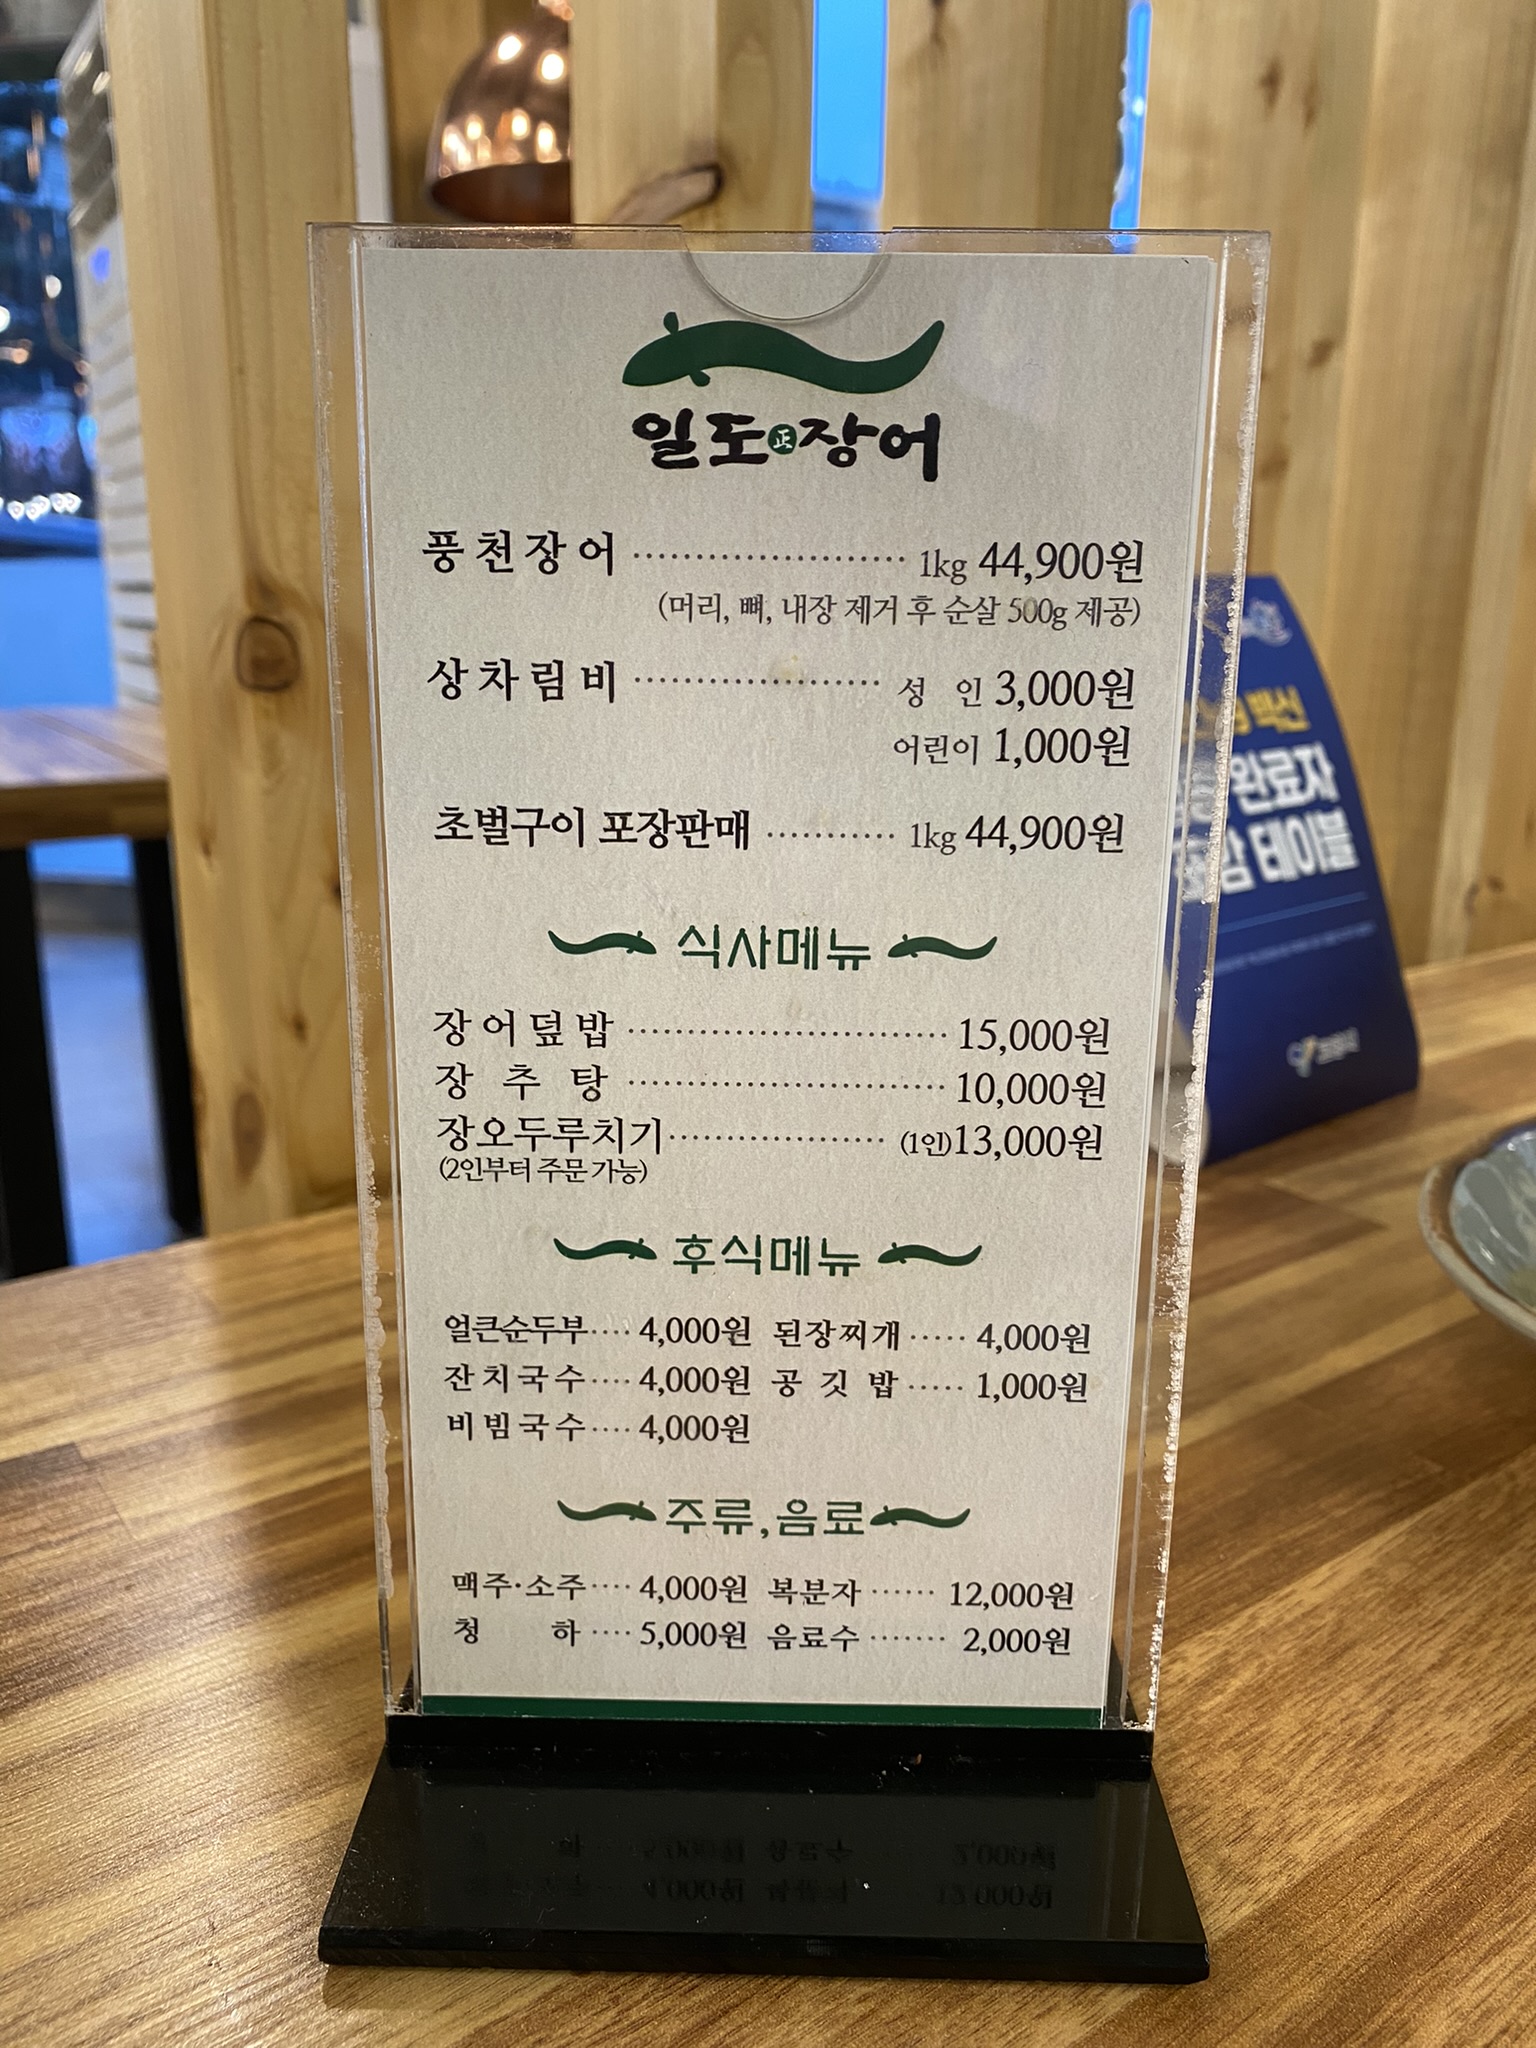 일도正장어
풍천장어 ······················ 1kg 44,900원
(머리, 뼈, 내장 제거 후 순살 500g 제공)
상차림비 ···················· 성 인 3,000원
어린이 1,000원
초벌구이 포장판매 ··········· 1kg 44,900원
식사메뉴
장어덮밥 ·························· 15,000원
장 추 탕 ·························· 10,000원
장오두루치기 ··················· (1인)13,000원
(2인부터 주문 가능)
후식메뉴
얼큰순두부 ···· 4,000원 된장찌개 ····· 4,000원
잔치국수 ···· 4,000원 공 깃 밥 ····· 1,000원
비빔국수 ···· 4,000원
주류,음료
맥주·소주 ···· 4,000원 복분자 ······ 12,000원
청 하 ···· 5,000원 음료수 ······· 2,000원
백신
완료자
테이블